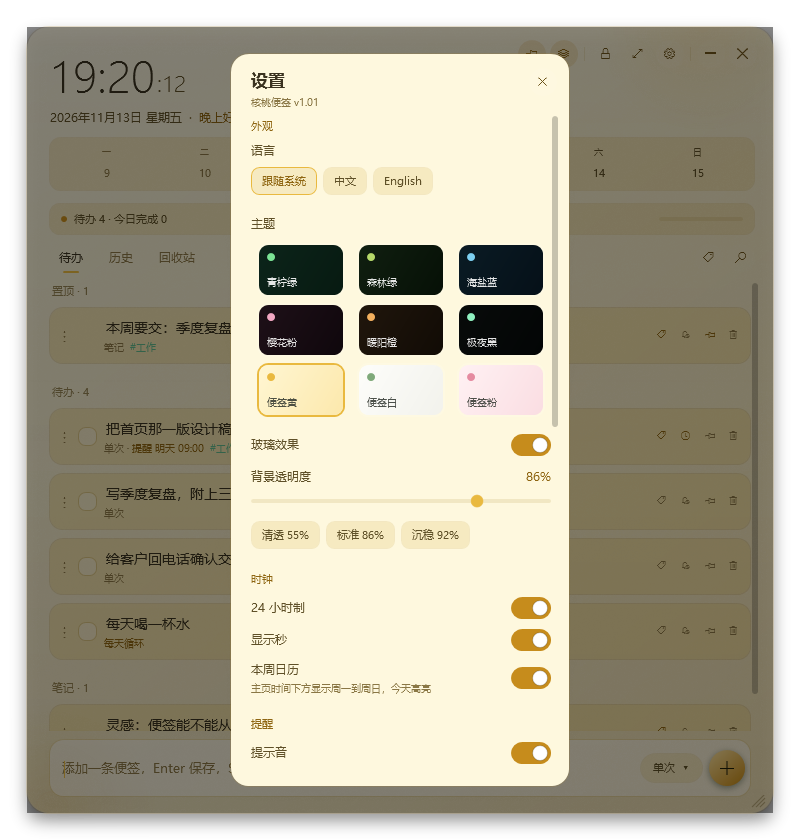 19:20:12
2026年11月13日 星期五 · 晚上好
一 二 六 日
9 10 14 15
待办 4 · 今日完成 0
待办 历史 回收站
置顶 · 1
本周要交：季度复盘
笔记 #工作
待办 · 4
把首页那一版设计稿
单次 · 提醒 明天 09:00 #工作
写季度复盘，附上三
单次
给客户回电话确认交
单次
每天喝一杯水
每天循环
笔记 · 1
灵感：便签能不能从
添加一条便签，Enter 保存，
单次
设置
核桃便签 v1.01
外观
语言
跟随系统 中文 English
主题
青柠绿 森林绿 海盐蓝
樱花粉 暖阳橙 极夜黑
便签黄 便签白 便签粉
玻璃效果
背景透明度 86%
清透 55% 标准 86% 沉稳 92%
时钟
24 小时制
显示秒
本周日历
主页时间下方显示周一到周日，今天高亮
提醒
提示音